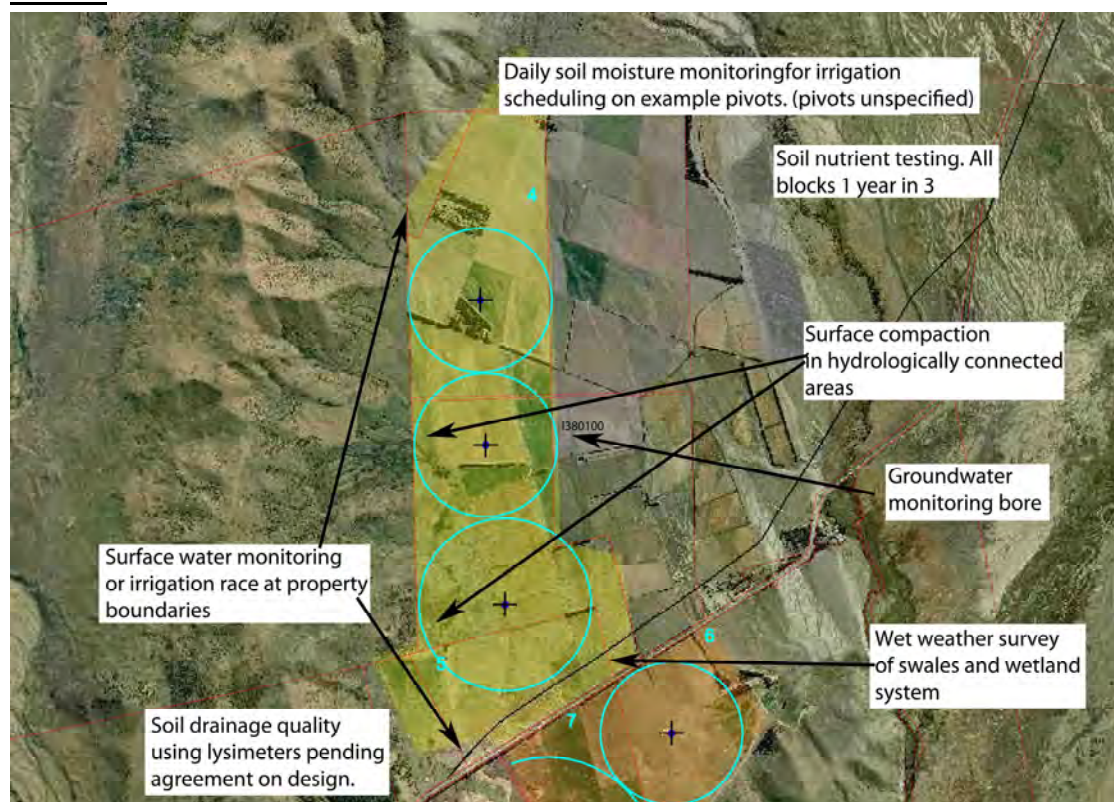 Daily soil moisture monitoringfor irrigation
scheduling on example pivots. (pivots unspecified)
Soil nutrient testing. All
blocks 1 year in 3
4
Surface compaction
in hydrologically connected
areas
I380100
Groundwater
monitoring bore
Surface water monitoring
or irrigation race at property
boundaries
6
Wet weather survey
of swales and wetland
system
5
7
Soil drainage quality
using lysimeters pending
agreement on design.